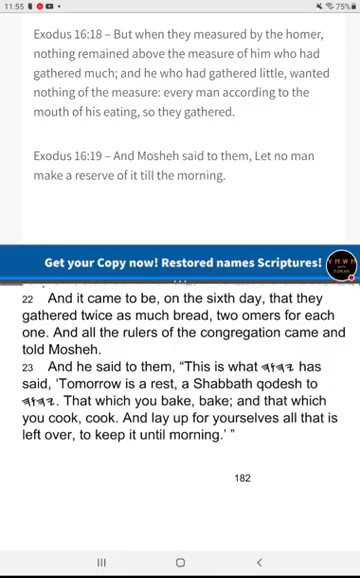 11:55
75%
Exodus 16:18 – But when they measured by the homer,
nothing remained above the measure of him who had
gathered much; and he who had gathered little, wanted
nothing of the measure: every man according to the
mouth of his eating, so they gathered.
Exodus 16:19 – And Mosheh said to them, Let no man
make a reserve of it till the morning.
Get your Copy now! Restored names Scriptures!
Y H W H
TORAH
22 And it came to be, on the sixth day, that they
gathered twice as much bread, two omers for each
one. And all the rulers of the congregation came and
told Mosheh.
23 And he said to them, “This is what 𐤉𐤄𐤅𐤄 has
said, ‘Tomorrow is a rest, a Shabbath qodesh to
𐤉𐤄𐤅𐤄. That which you bake, bake; and that which
you cook, cook. And lay up for yourselves all that is
left over, to keep it until morning.’ ”
182